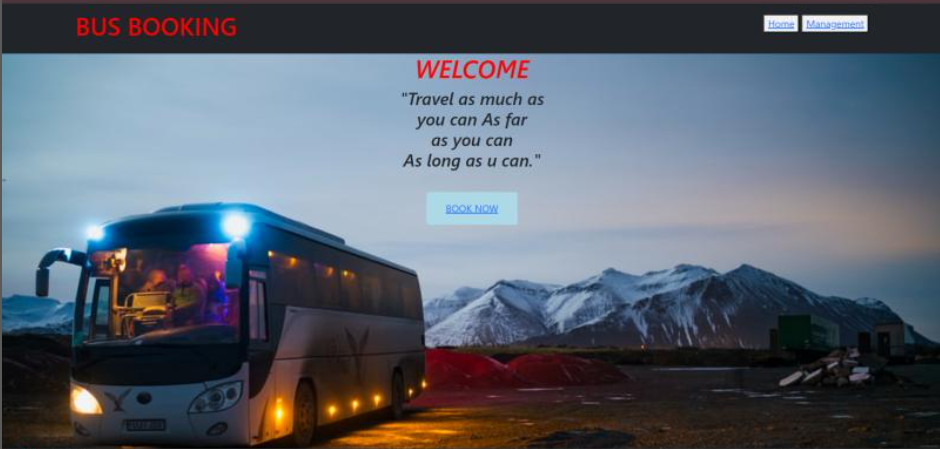 BUS BOOKING
Home Management
WELCOME
"Travel as much as
you can As far
as you can
As long as u can."
BOOK NOW